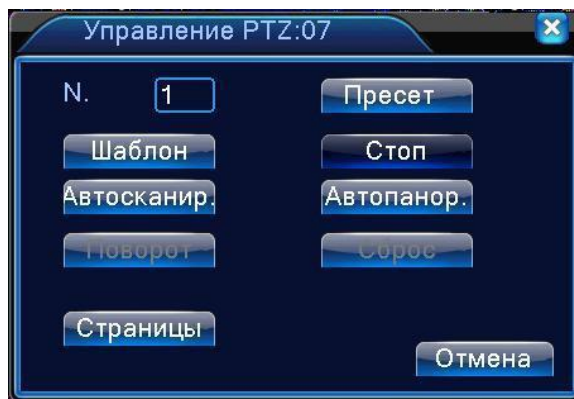 Управление PTZ:07
N. 1 Пресет
Шаблон Стоп
Автосканир. Автопанор.
Поворот Сброс
Страницы
Отмена